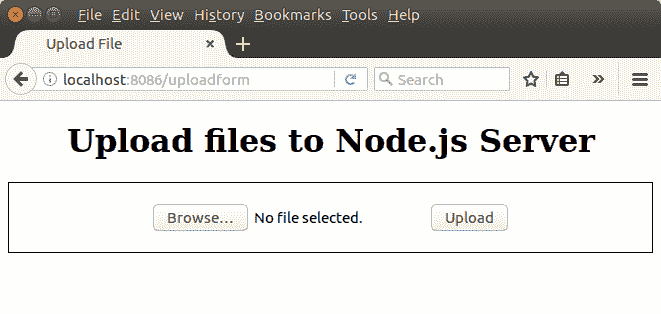 File Edit View History Bookmarks Tools Help
Upload File
localhost:8086/uploadform Search
Upload files to Node.js Server
Browse... No file selected. Upload